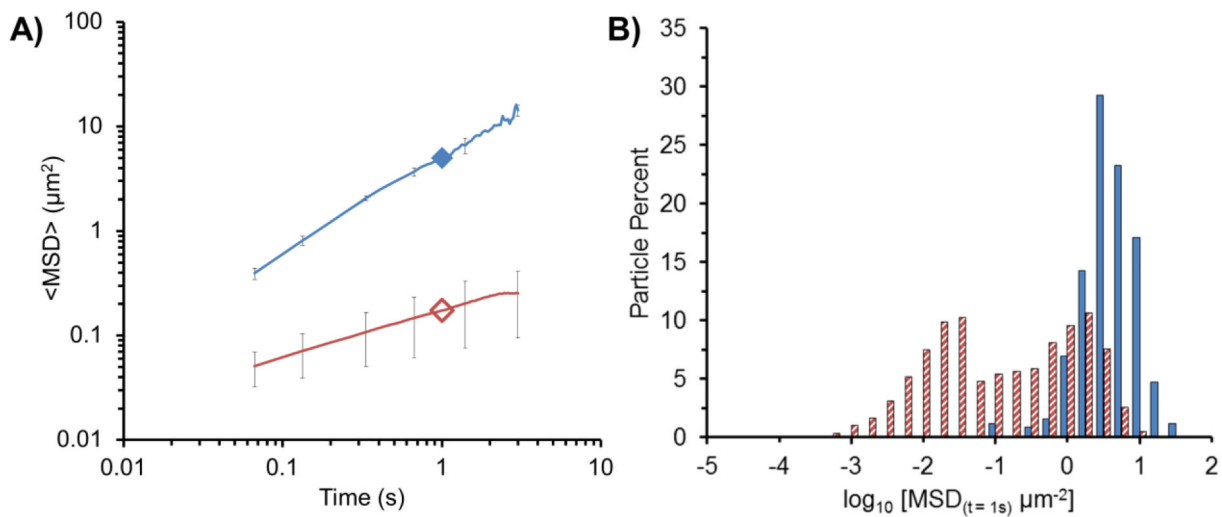 A)
100
10
1
0.1
0.01
<MSD> (µm²)
0.01 0.1 1 10
Time (s)
B)
35
30
25
20
15
10
5
0
Particle Percent
-5 -4 -3 -2 -1 0 1 2
log₁₀ [MSD₍t = 1s₎ µm⁻²]